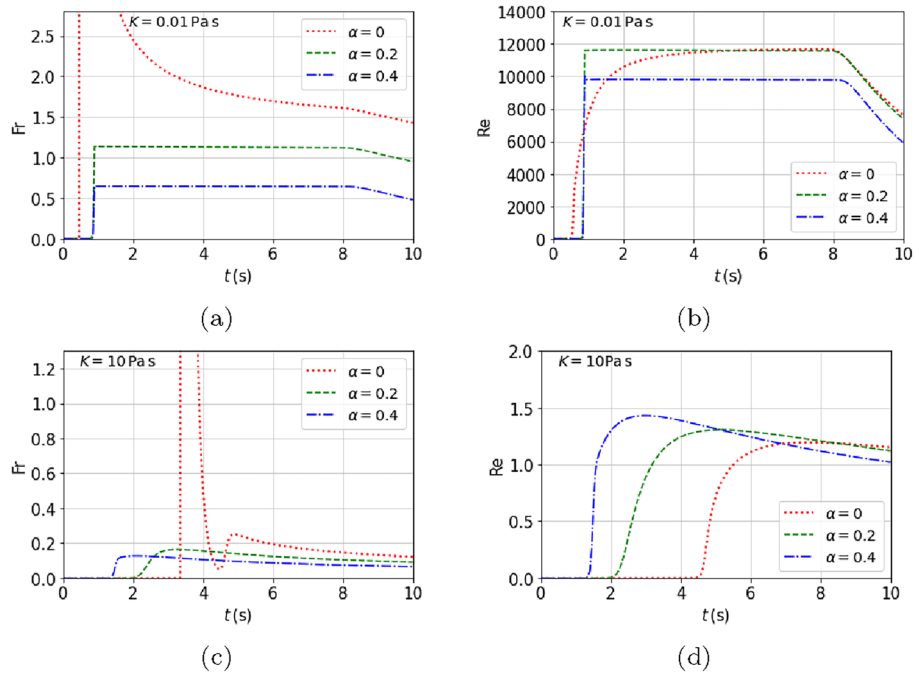 K = 0.01 Pa s
Fr
2.5
2.0
1.5
1.0
0.5
0.0
α = 0
α = 0.2
α = 0.4
0 2 4 6 8 10
t (s)
(a)
K = 0.01 Pa s
Re
14000
12000
10000
8000
6000
4000
2000
0
α = 0
α = 0.2
α = 0.4
0 2 4 6 8 10
t (s)
(b)
K = 10 Pa s
Fr
1.2
1.0
0.8
0.6
0.4
0.2
0.0
α = 0
α = 0.2
α = 0.4
0 2 4 6 8 10
t (s)
(c)
K = 10Pa s
Re
2.0
1.5
1.0
0.5
0.0
α = 0
α = 0.2
α = 0.4
0 2 4 6 8 10
t (s)
(d)